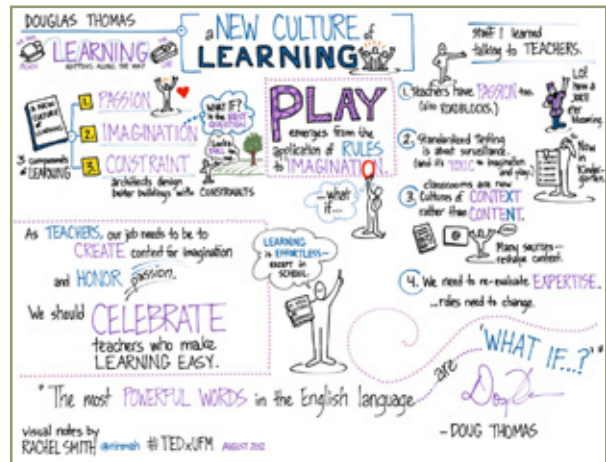 DOUGLAS THOMAS
a NEW CULTURE of
LEARNING
LEARNING
HAPPENS ALONG THE WAY
A NEW
CULTURE
of
LEARNING
3 components
of LEARNING
1. PASSION
2. IMAGINATION
3. CONSTRAINT
architects design
better buildings with CONSTRAINTS
WHAT IF?
is the BEST
QUESTION!
PLAY
emerges from the
application of RULES
to IMAGINATION.
—what
if...
stuff I learned
talking to TEACHERS.
1. Teachers have PASSION too.
(also ROADBLOCKS.)
2. Standardized Testing
is about surveillance.
(and it's TOXIC to imagination
and play.)
Now in
Kinder-
garten.
3. classrooms are now
Cultures of CONTEXT
rather than CONTENT.
Many sources—
reshape context.
4. We need to re-evaluate EXPERTISE.
...roles need to change.
As TEACHERS, our job needs to be to
CREATE context for imagination
and HONOR passion.
We should CELEBRATE
teachers who make
LEARNING EASY.
LEARNING
is EFFORTLESS—
EXCEPT IN
SCHOOL.
"The most POWERFUL WORDS in the English language are
'WHAT IF...?'"
—DOUG THOMAS
visual notes by
RACHEL SMITH @ninmah #TEDxUFM AUGUST 2012